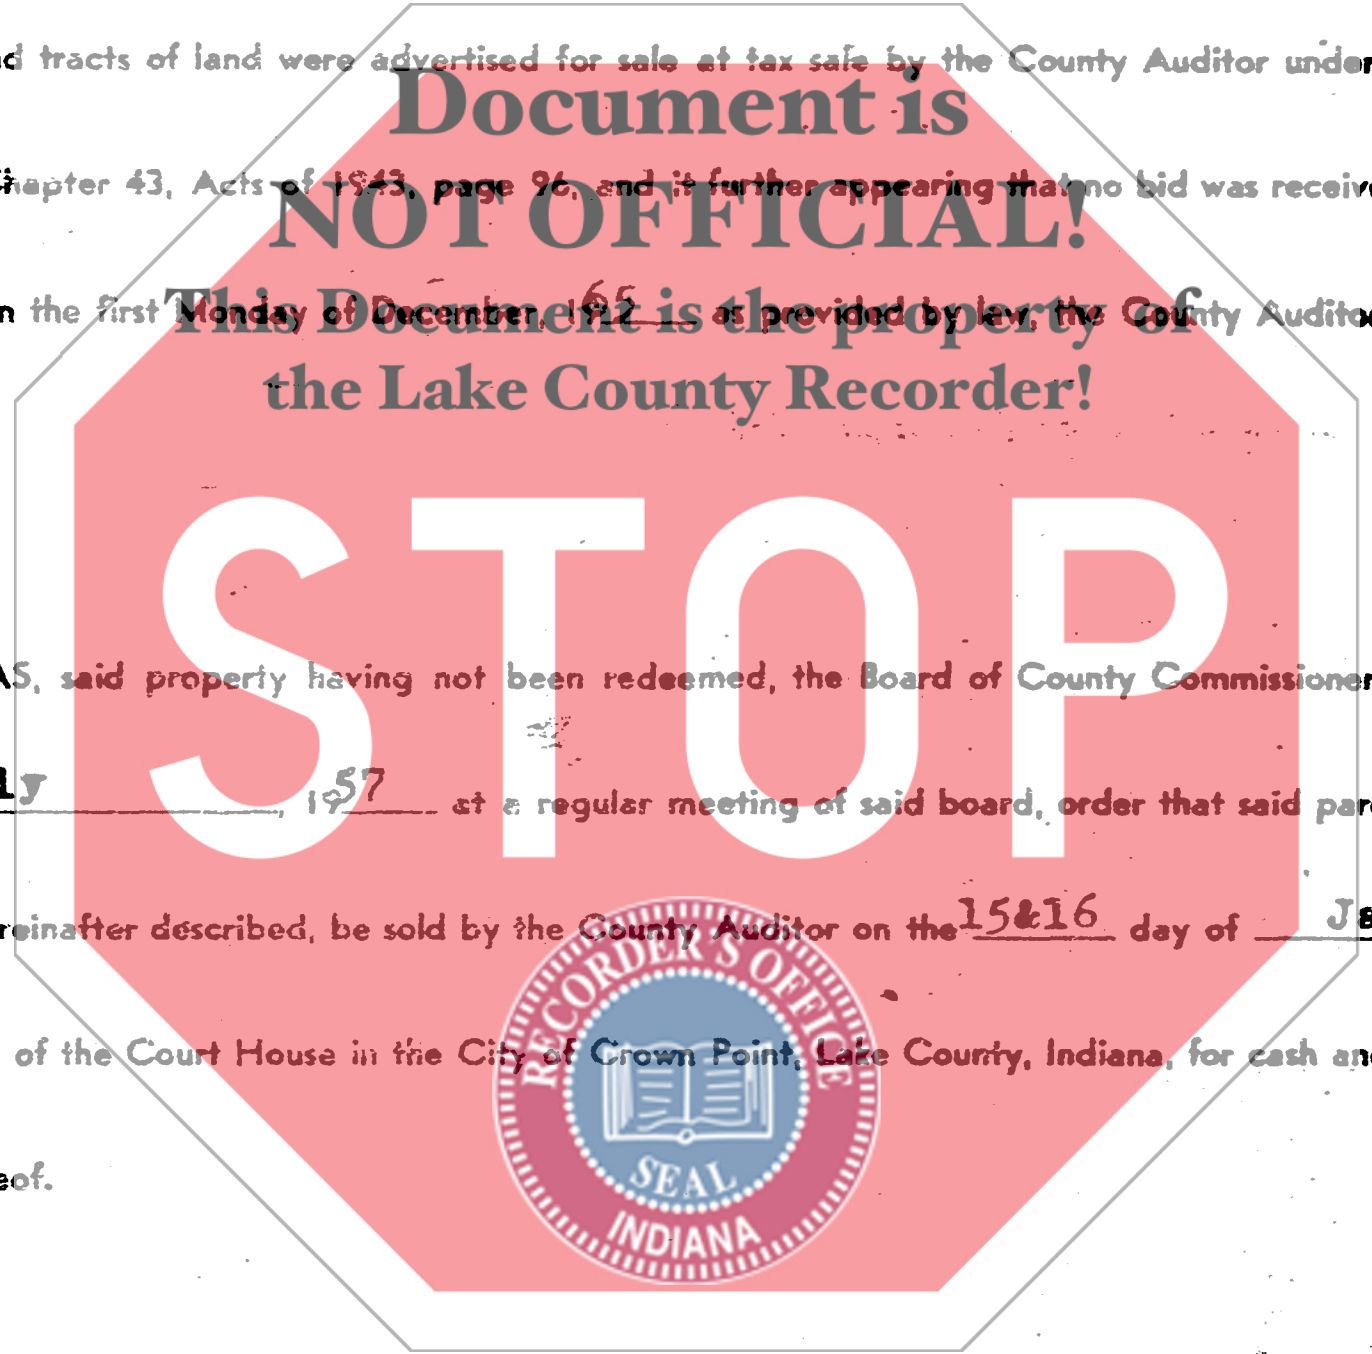 d tracts of land were advertised for sale at tax sale by the County Auditor under
Document is
Chapter 43, Acts of 1943, page 96, and it further appearing that no bid was receive
NOT OFFICIAL!
n the first Monday of December, 19 as provided by law, the County Audito
This Document is the property of
the Lake County Recorder!
STOP
AS, said property having not been redeemed, the Board of County Commissioner
ly, 1957 at a regular meeting of said board, order that said par
reinafter described, be sold by the County Auditor on the 15&16 day of Ja
RECORDER'S OFFICE
of the Court House in the City of Crown Point, Lake County, Indiana, for cash an
SEAL
eof.
INDIANA